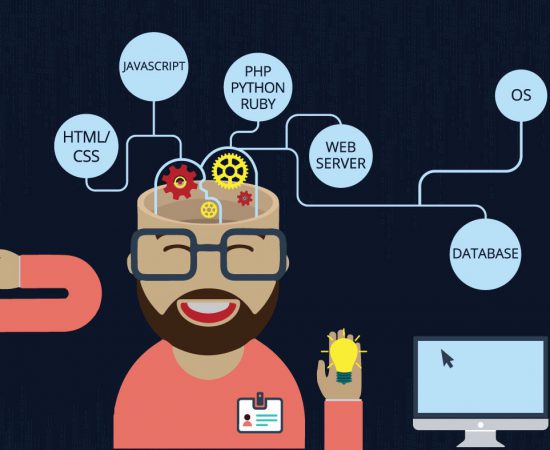 JAVASCRIPT
HTML/
CSS
PHP
PYTHON
RUBY
WEB
SERVER
OS
DATABASE